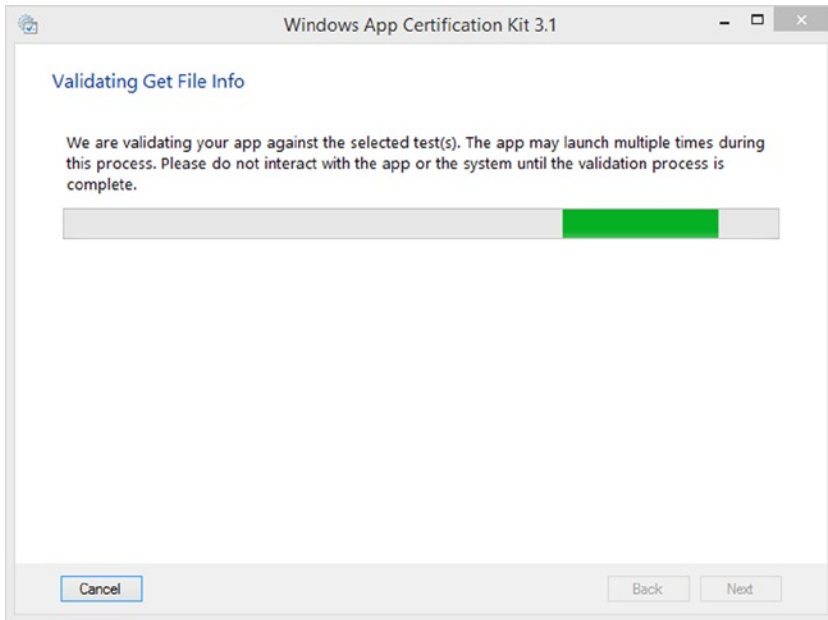 Windows App Certification Kit 3.1
Validating Get File Info
We are validating your app against the selected test(s). The app may launch multiple times during
this process. Please do not interact with the app or the system until the validation process is
complete.
Cancel
Back
Next